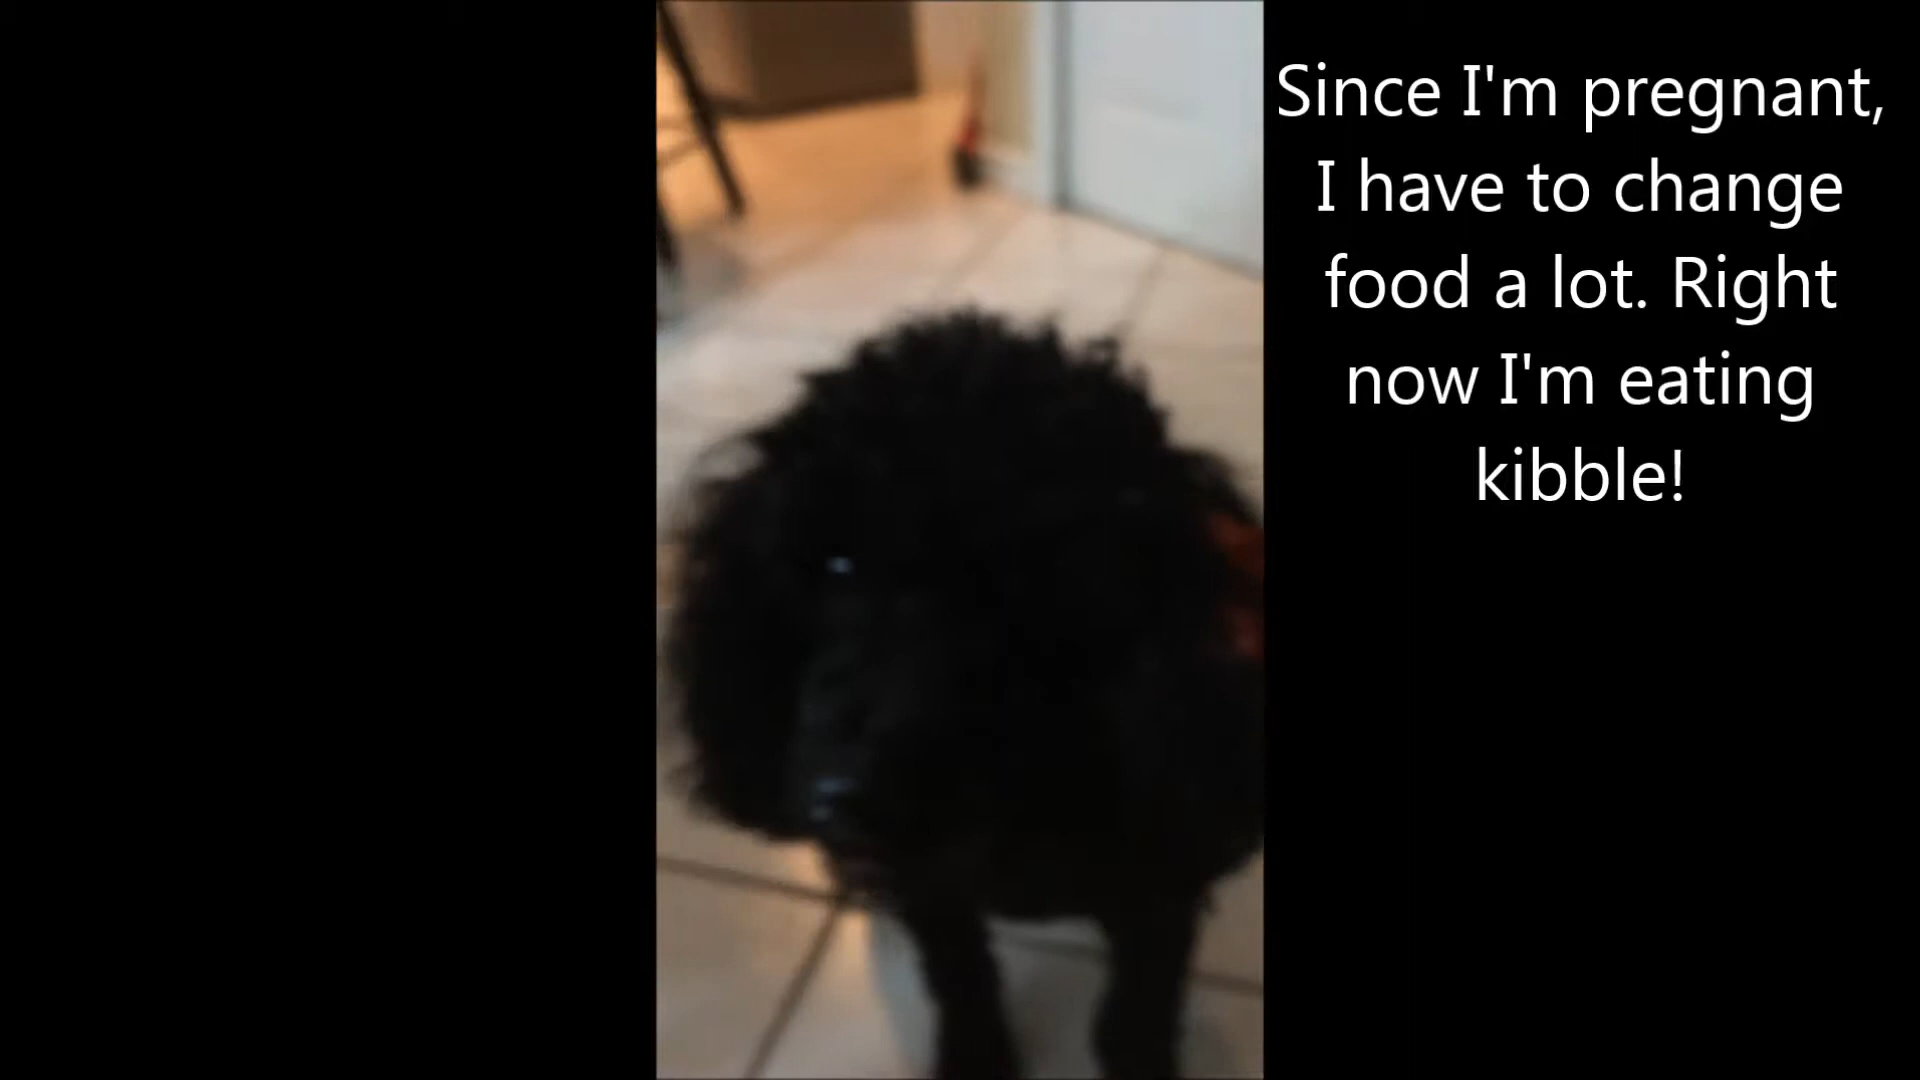 Since I'm pregnant,
I have to change
food a lot. Right
now I'm eating
kibble!